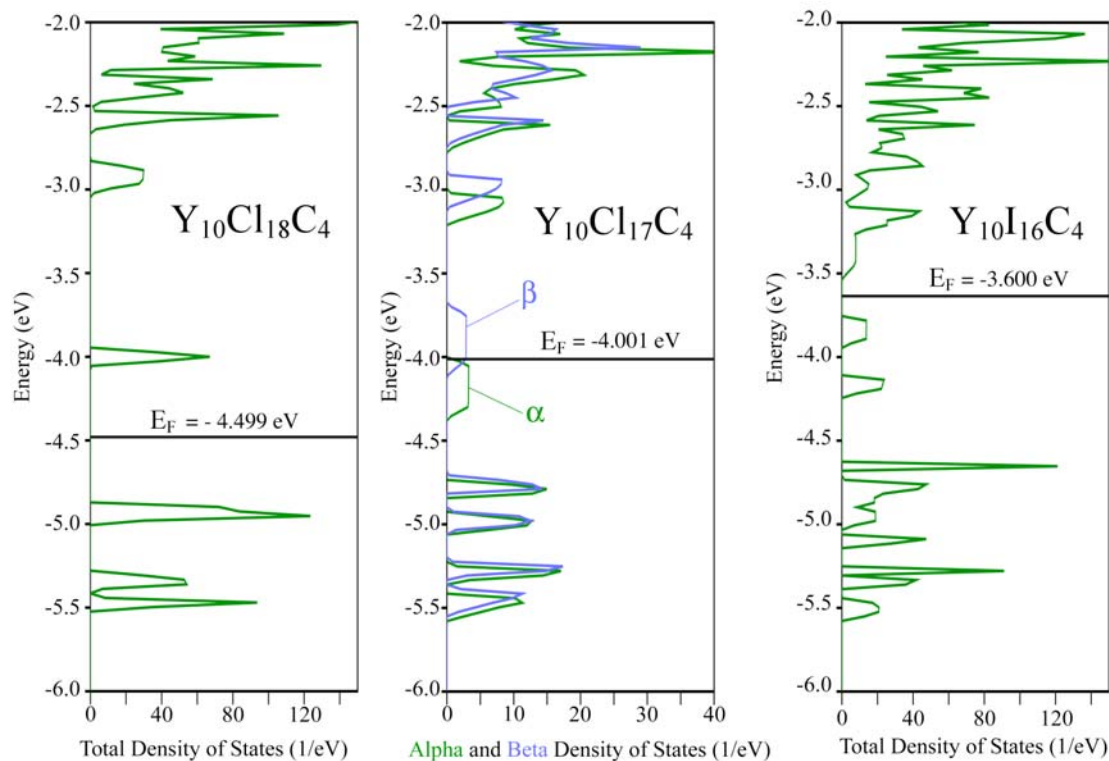 -2.0
-2.5
-3.0
-3.5
-4.0
-4.5
-5.0
-5.5
-6.0
Energy (eV)
Y10Cl18C4
EF = - 4.499 eV
0 40 80 120
Total Density of States (1/eV)
-2.0
-2.5
-3.0
-3.5
-4.0
-4.5
-5.0
-5.5
-6.0
Energy (eV)
Y10Cl17C4
β
EF = -4.001 eV
α
0 10 20 30 40
Alpha and Beta Density of States (1/eV)
-2.0
-2.5
-3.0
-3.5
-4.0
-4.5
-5.0
-5.5
-6.0
Energy (eV)
Y10I16C4
EF = -3.600 eV
0 40 80 120
Total Density of States (1/eV)